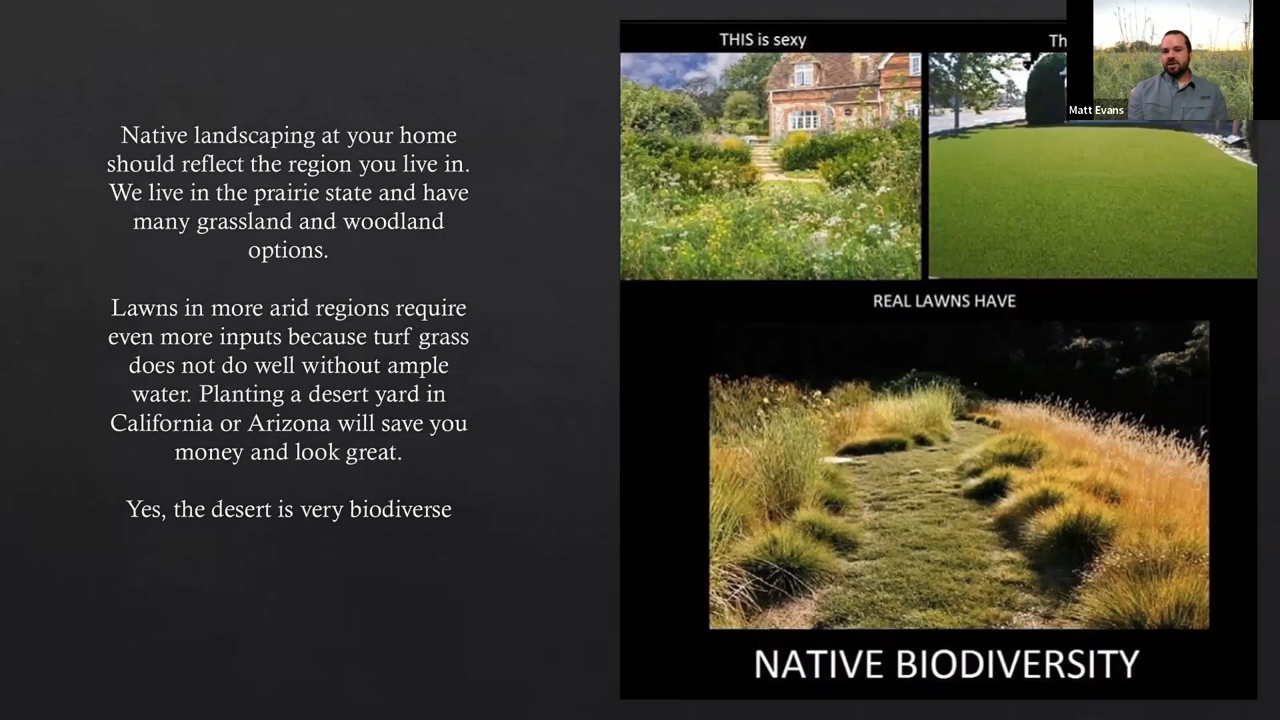 Native landscaping at your home
should reflect the region you live in.
We live in the prairie state and have
many grassland and woodland
options.
Lawns in more arid regions require
even more inputs because turf grass
does not do well without ample
water. Planting a desert yard in
California or Arizona will save you
money and look great.
Yes, the desert is very biodiverse
THIS is sexy
Th
Matt Evans
REAL LAWNS HAVE
NATIVE BIODIVERSITY